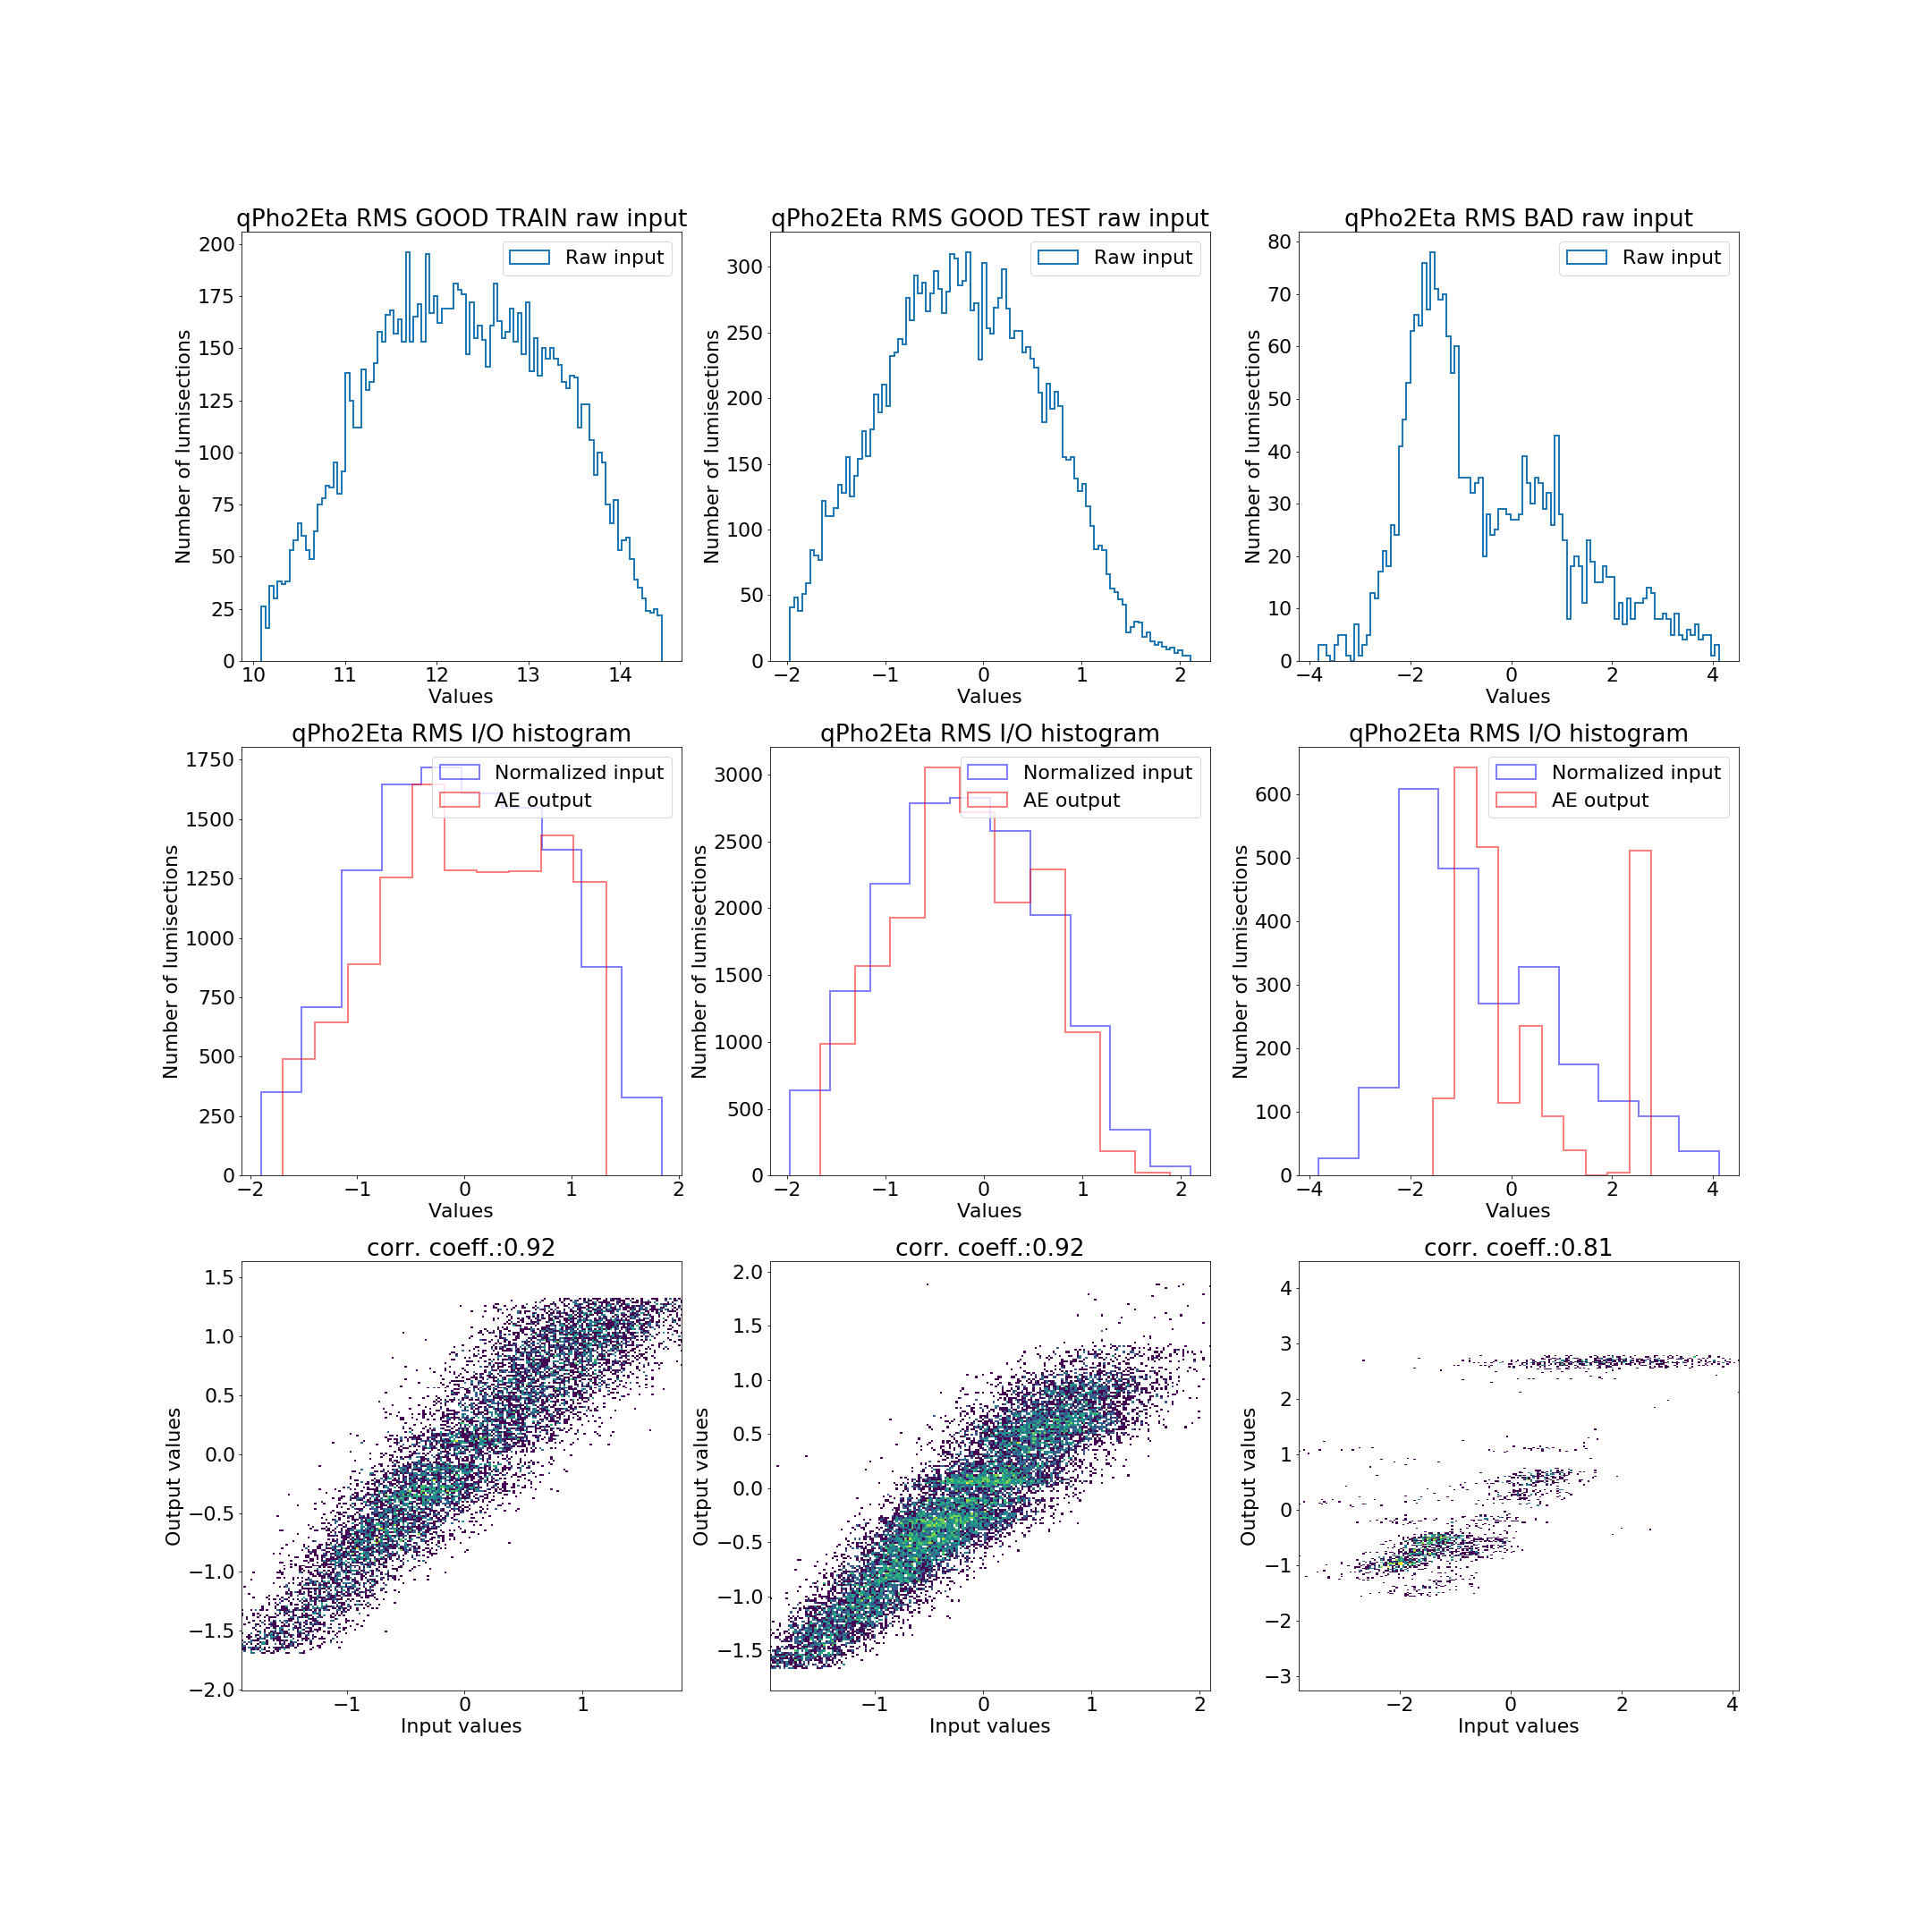 qPho2Eta RMS GOOD TRAIN raw input
Raw input
Number of lumisections
200
175
150
125
100
75
50
25
0
10 11 12 13 14
Values
qPho2Eta RMS GOOD TEST raw input
Raw input
Number of lumisections
300
250
200
150
100
50
0
−2 −1 0 1 2
Values
qPho2Eta RMS BAD raw input
Raw input
Number of lumisections
80
70
60
50
40
30
20
10
0
−4 −2 0 2 4
Values
qPho2Eta RMS I/O histogram
Normalized input
AE output
Number of lumisections
1750
1500
1250
1000
750
500
250
0
−2 −1 0 1 2
Values
qPho2Eta RMS I/O histogram
Normalized input
AE output
Number of lumisections
3000
2500
2000
1500
1000
500
0
−2 −1 0 1 2
Values
qPho2Eta RMS I/O histogram
Normalized input
AE output
Number of lumisections
600
500
400
300
200
100
0
−4 −2 0 2 4
Values
corr. coeff.:0.92
Output values
1.5
1.0
0.5
0.0
−0.5
−1.0
−1.5
−2.0
−1 0 1
Input values
corr. coeff.:0.92
Output values
2.0
1.5
1.0
0.5
0.0
−0.5
−1.0
−1.5
−1 0 1 2
Input values
corr. coeff.:0.81
Output values
4
3
2
1
0
−1
−2
−3
−2 0 2 4
Input values